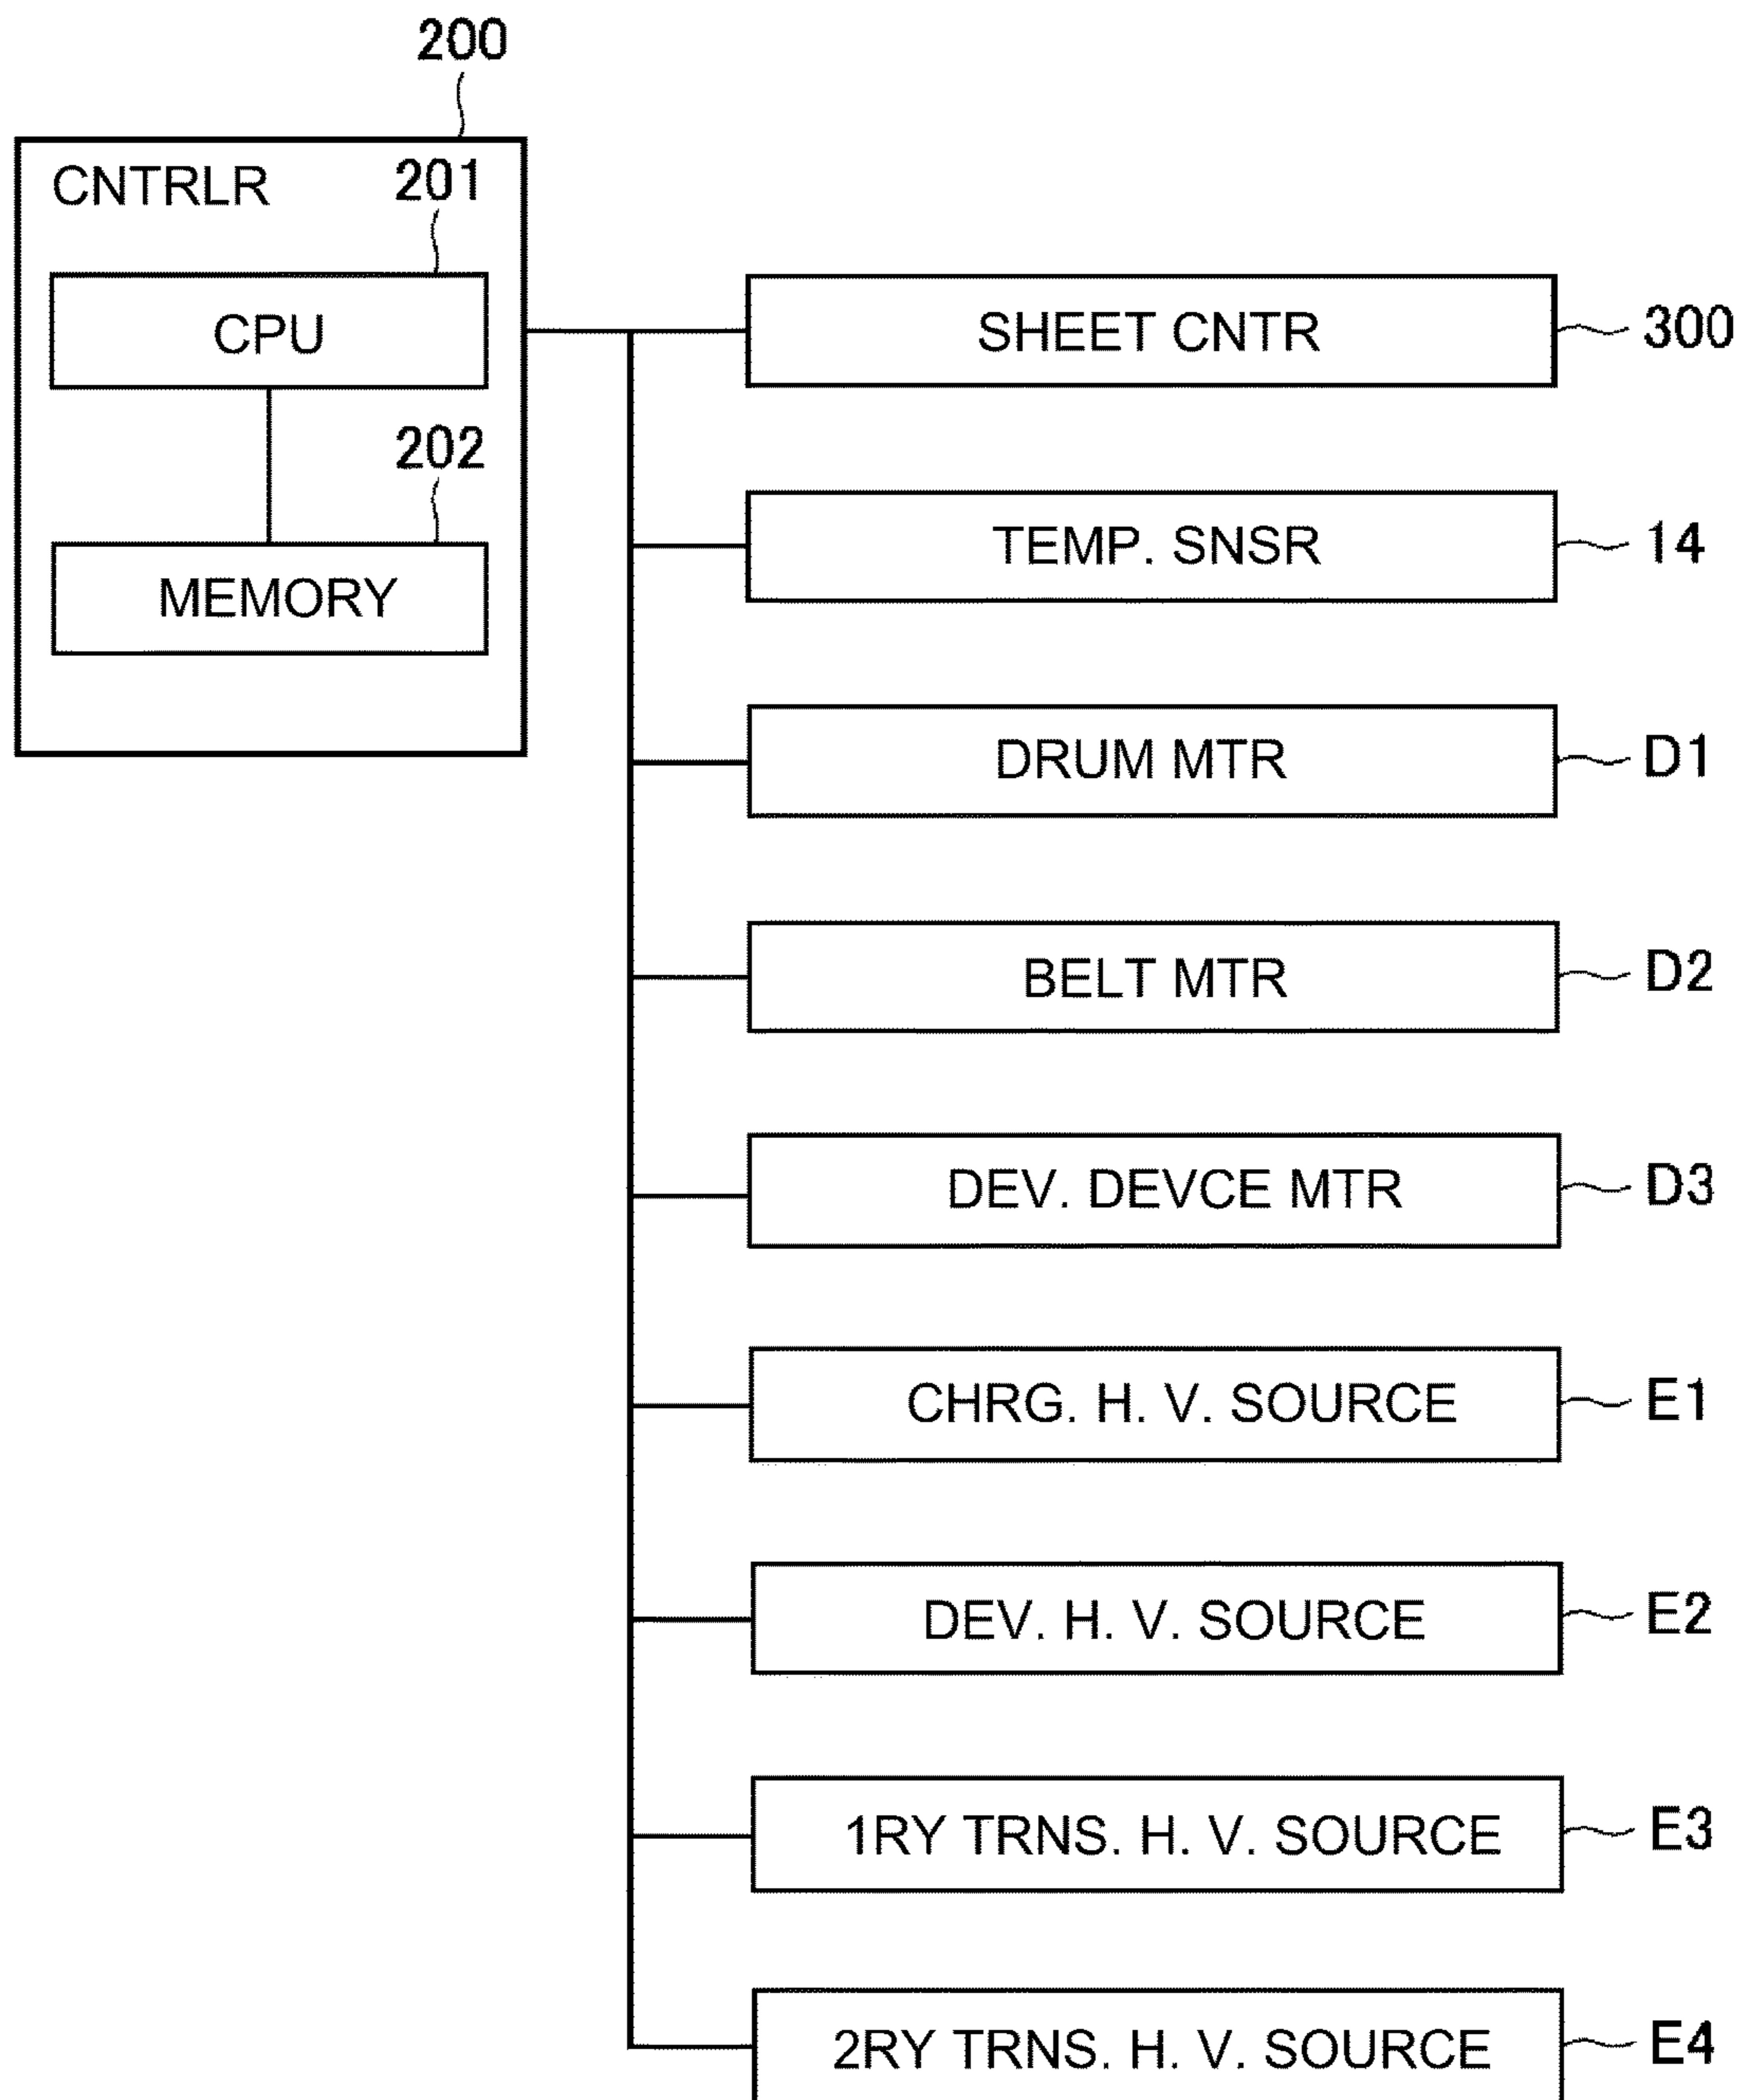 200
CNTRLR
201
CPU
202
MEMORY
SHEET CNTR 300
TEMP. SNSR 14
DRUM MTR D1
BELT MTR D2
DEV. DEVCE MTR D3
CHRG. H. V. SOURCE E1
DEV. H. V. SOURCE E2
1RY TRNS. H. V. SOURCE E3
2RY TRNS. H. V. SOURCE E4